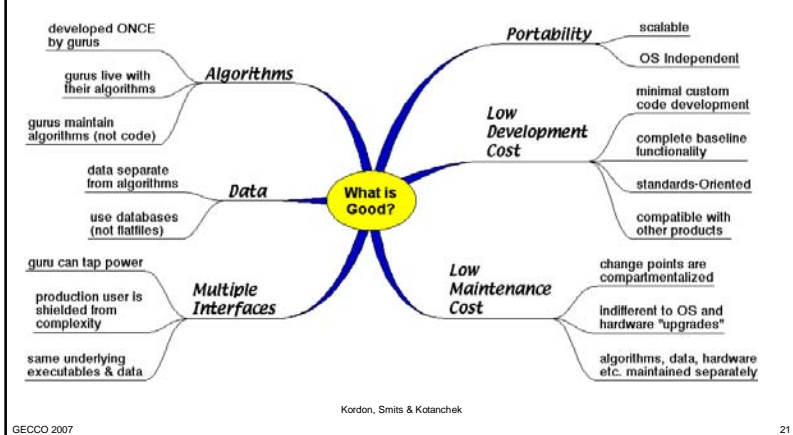 developed ONCE
by gurus
gurus live with
their algorithms
gurus maintain
algorithms (not code)
Algorithms
data separate
from algorithms
use databases
(not flatfiles)
Data
guru can tap power
production user is
shielded from
complexity
same underlying
executables & data
Multiple
Interfaces
What is
Good?
Portability
scalable
OS Independent
Low
Development
Cost
minimal custom
code development
complete baseline
functionality
standards-Oriented
compatible with
other products
Low
Maintenance
Cost
change points are
compartmentalized
indifferent to OS and
hardware "upgrades"
algorithms, data, hardware
etc. maintained separately
Kordon, Smits & Kotanchek
GECCO 2007
21